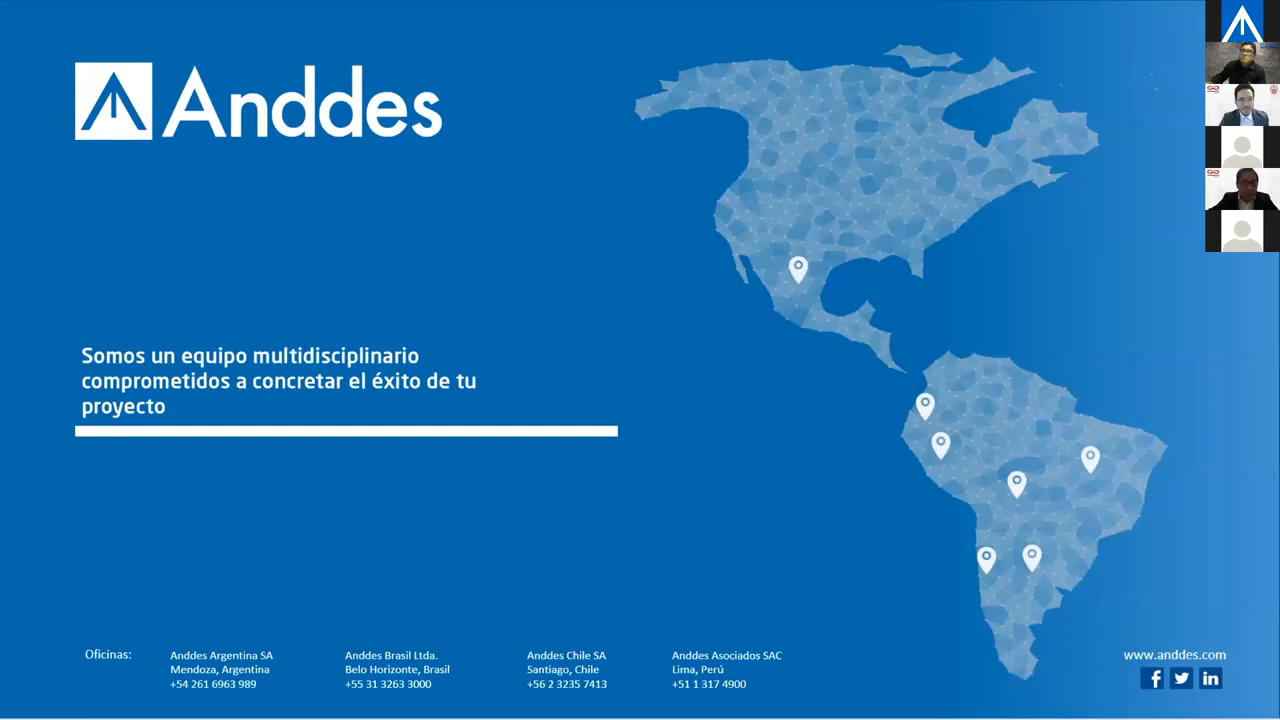 Anddes
Somos un equipo multidisciplinario
comprometidos a concretar el éxito de tu
proyecto
Oficinas:
Anddes Argentina SA
Mendoza, Argentina
+54 261 6963 989
Anddes Brasil Ltda.
Belo Horizonte, Brasil
+55 31 3263 3000
Anddes Chile SA
Santiago, Chile
+56 2 3235 7413
Anddes Asociados SAC
Lima, Perú
+51 1 317 4900
www.anddes.com